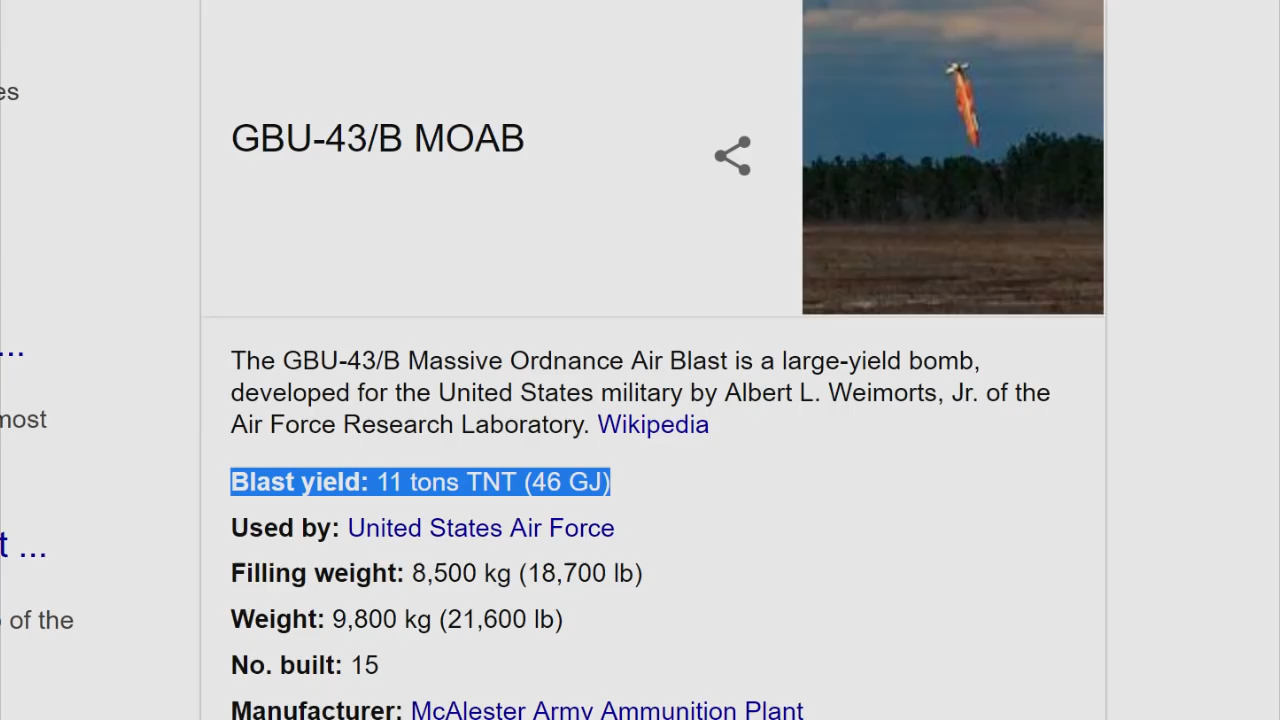 es
GBU-43/B MOAB
...
The GBU-43/B Massive Ordnance Air Blast is a large-yield bomb,
developed for the United States military by Albert L. Weimorts, Jr. of the
most
Air Force Research Laboratory. Wikipedia
Blast yield: 11 tons TNT (46 GJ)
Used by: United States Air Force
t ...
Filling weight: 8,500 kg (18,700 lb)
of the
Weight: 9,800 kg (21,600 lb)
No. built: 15
Manufacturer: McAlester Army Ammunition Plant